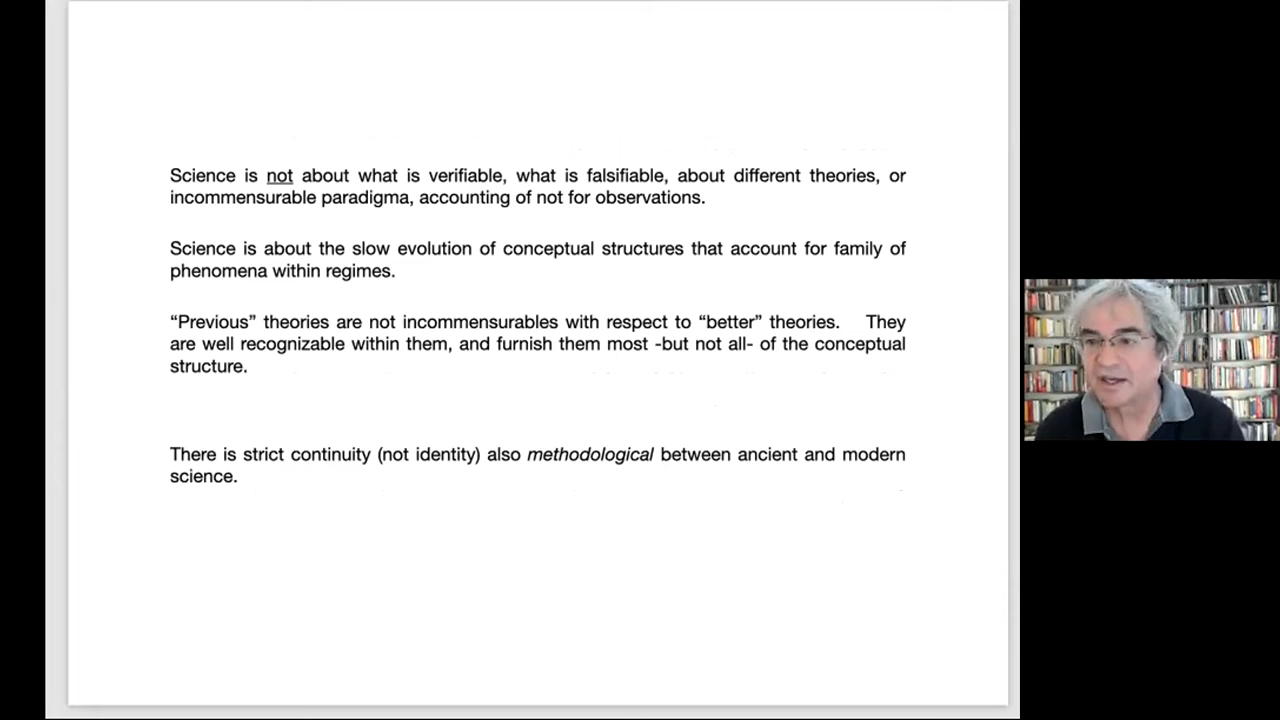 Science is not about what is verifiable, what is falsifiable, about different theories, or
incommensurable paradigma, accounting of not for observations.
Science is about the slow evolution of conceptual structures that account for family of
phenomena within regimes.
“Previous” theories are not incommensurables with respect to “better” theories. They
are well recognizable within them, and furnish them most -but not all- of the conceptual
structure.
There is strict continuity (not identity) also methodological between ancient and modern
science.